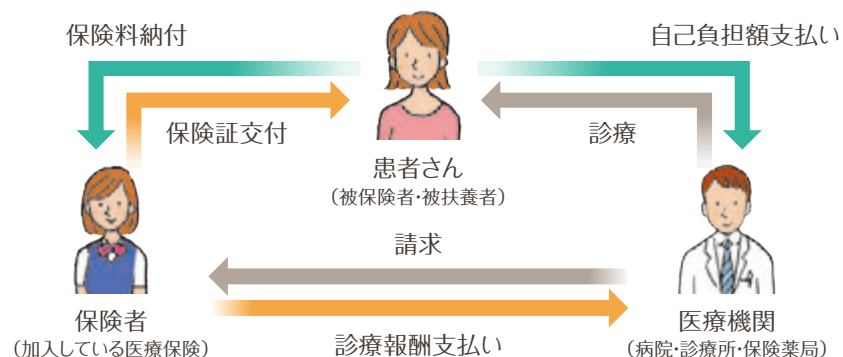 保険料納付
自己負担額支払い
保険証交付
診療
患者さん
(被保険者・被扶養者)
請求
保険者
(加入している医療保険)
診療報酬支払い
医療機関
(病院・診療所・保険薬局)